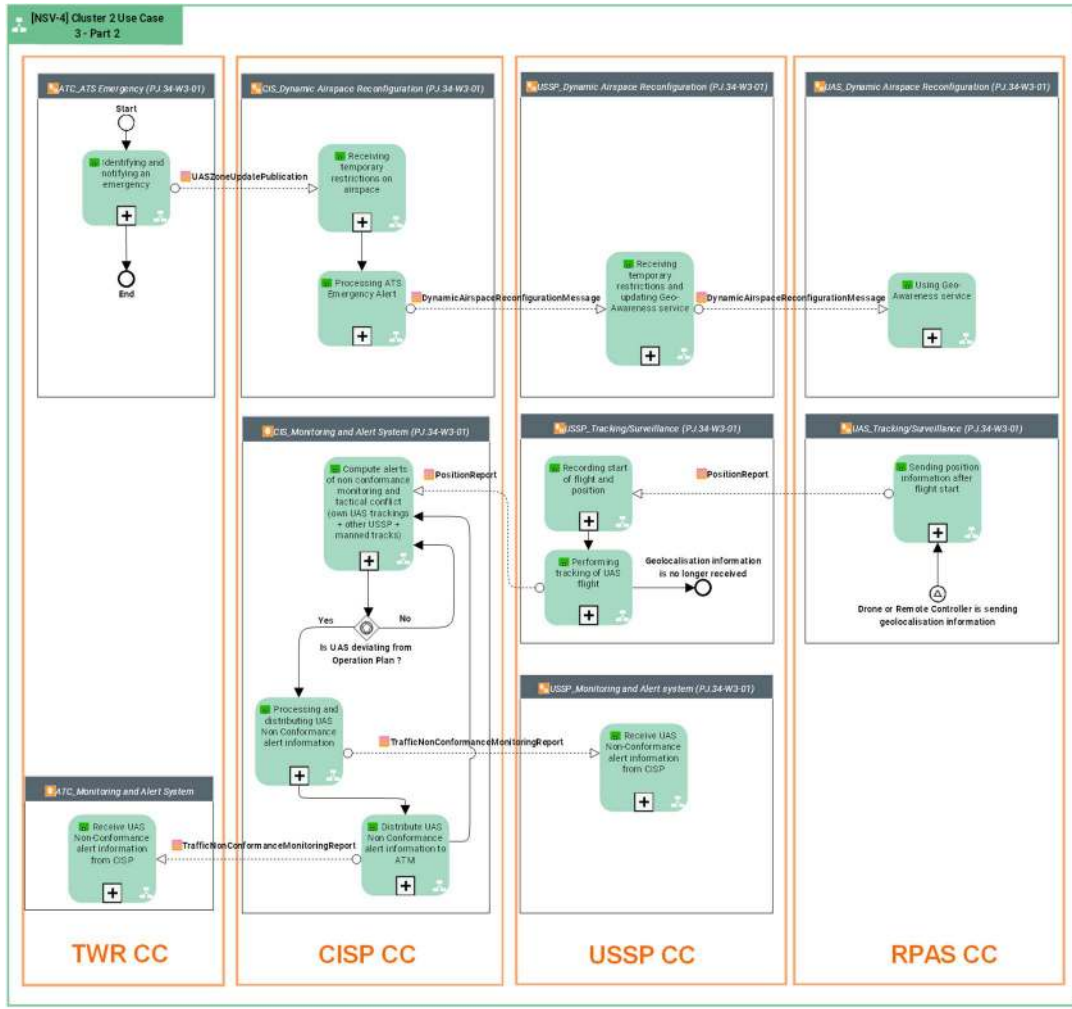 [NSV-4] Cluster 2 Use Case
3 - Part 2
ATC_ATS Emergency (PJ.34-W3-01)
Start
Identifying and
notifying an
emergency
End
UASZoneUpdatePublication
CIS_Dynamic Airspace Reconfiguration (PJ.34-W3-01)
Receiving
temporary
restrictions on
airspace
Processing ATS
Emergency Alert
DynamicAirspaceReconfigurationMessage
USSP_Dynamic Airspace Reconfiguration (PJ.34-W3-01)
Receiving
temporary
restrictions and
updating Geo-
Awareness service
DynamicAirspaceReconfigurationMessage
UAS_Dynamic Airspace Reconfiguration (PJ.34-W3-01)
Using Geo-
Awareness service
CIS_Monitoring and Alert System (PJ.34-W3-01)
Compute alerts
of non conformance
monitoring and
tactical conflict
(own UAS trackings
+ other USSP +
manned tracks)
PositionReport
Yes
No
Is UAS deviating from
Operation Plan ?
Processing and
distributing UAS
Non Conformance
alert information
TrafficNonConformanceMonitoringReport
Distribute UAS
Non Conformance
alert information to
ATM
USSP_Tracking/Surveillance (PJ.34-W3-01)
Recording start
of flight and
position
PositionReport
Performing
tracking of UAS
flight
Geolocalisation information
is no longer received
UAS_Tracking/Surveillance (PJ.34-W3-01)
Sending position
information after
flight start
Drone or Remote Controller is sending
geolocalisation information
USSP_Monitoring and Alert system (PJ.34-W3-01)
Receive UAS
Non-Conformance
alert information
from CISP
ATC_Monitoring and Alert System
Receive UAS
Non-Conformance
alert information
from CISP
TrafficNonConformanceMonitoringReport
TWR CC
CISP CC
USSP CC
RPAS CC